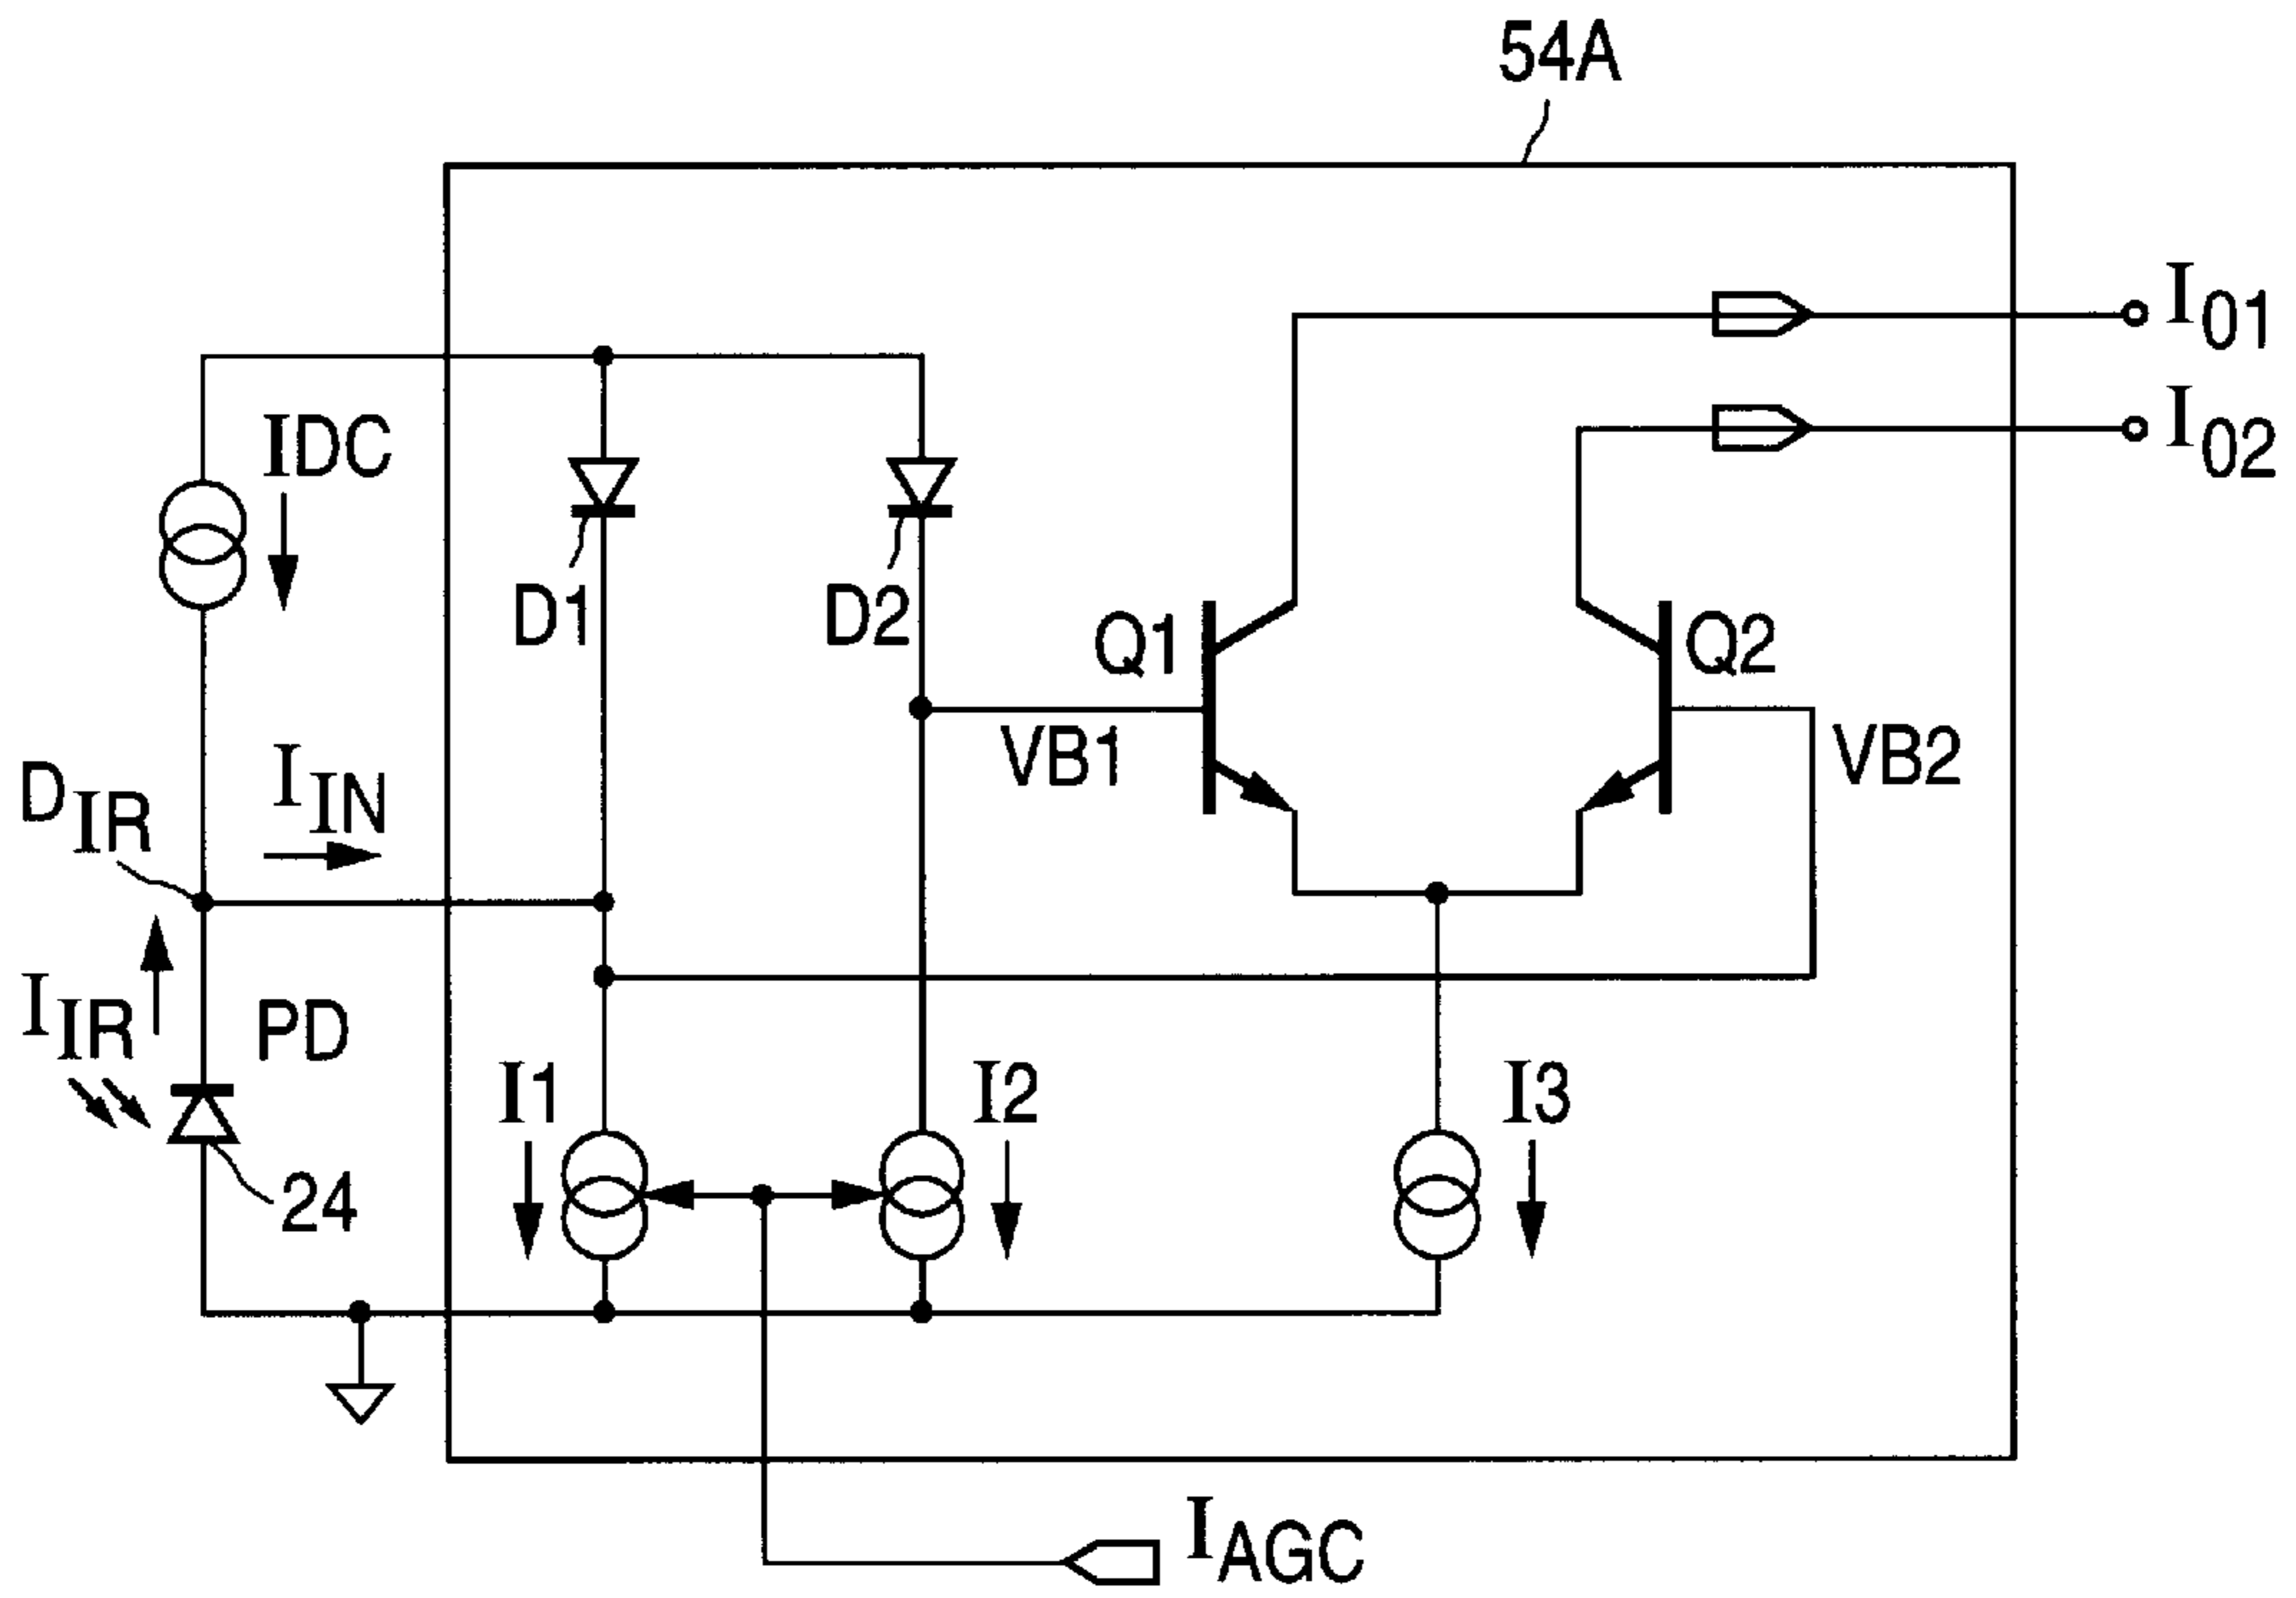 54A
I01
I02
IDC
D1
D2
Q1
Q2
VB1
VB2
DIR
IIN
IIR
PD
24
I1
I2
I3
IAGC